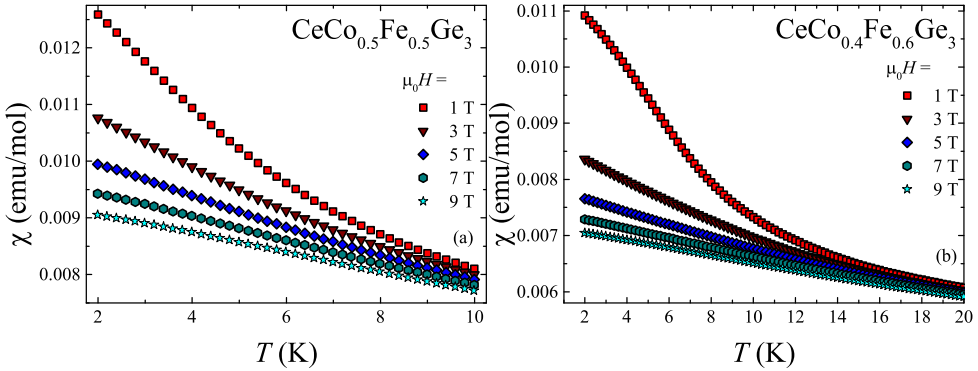 CeCo0.5Fe0.5Ge3
μ0H =
1 T
3 T
5 T
7 T
9 T
(a)
0.012
0.011
0.010
0.009
0.008
χ (emu/mol)
2 4 6 8 10
T (K)
CeCo0.4Fe0.6Ge3
μ0H =
1 T
3 T
5 T
7 T
9 T
(b)
0.011
0.010
0.009
0.008
0.007
0.006
χ (emu/mol)
2 4 6 8 10 12 14 16 18 20
T (K)